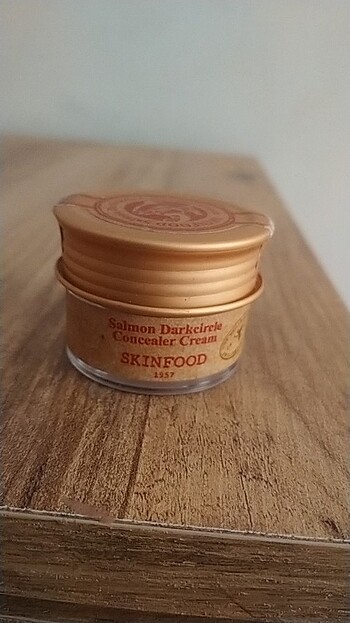 Salmon Darkcircle
Concealer Cream
SKINFOOD
1957